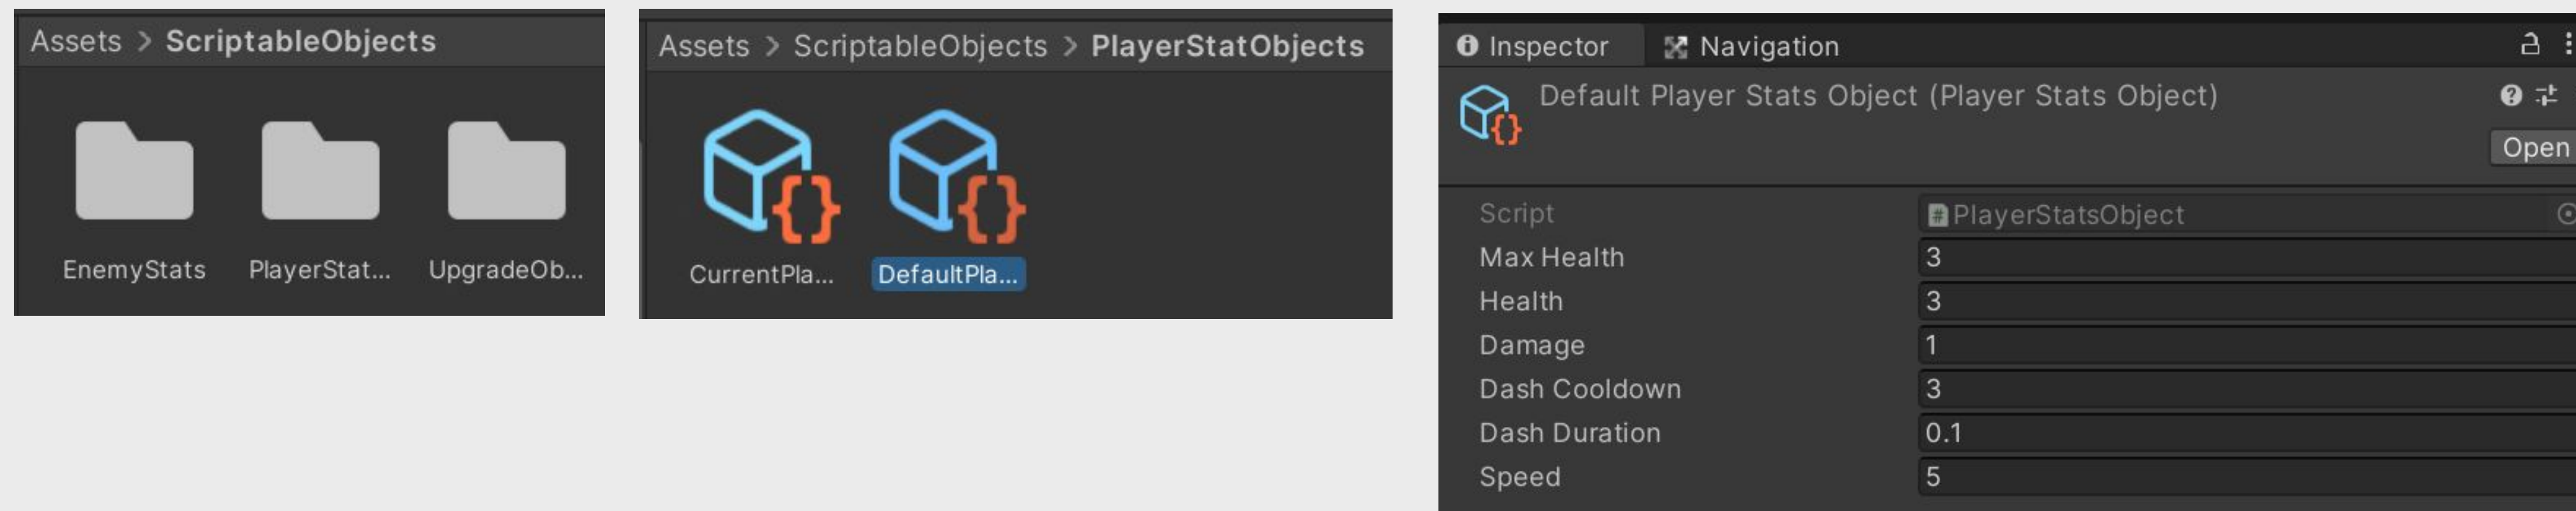 Assets > ScriptableObjects
EnemyStats PlayerStat... UpgradeOb...
Assets > ScriptableObjects > PlayerStatObjects
CurrentPla... DefaultPla...
Inspector Navigation
Default Player Stats Object (Player Stats Object)
Open
Script PlayerStatsObject
Max Health 3
Health 3
Damage 1
Dash Cooldown 3
Dash Duration 0.1
Speed 5